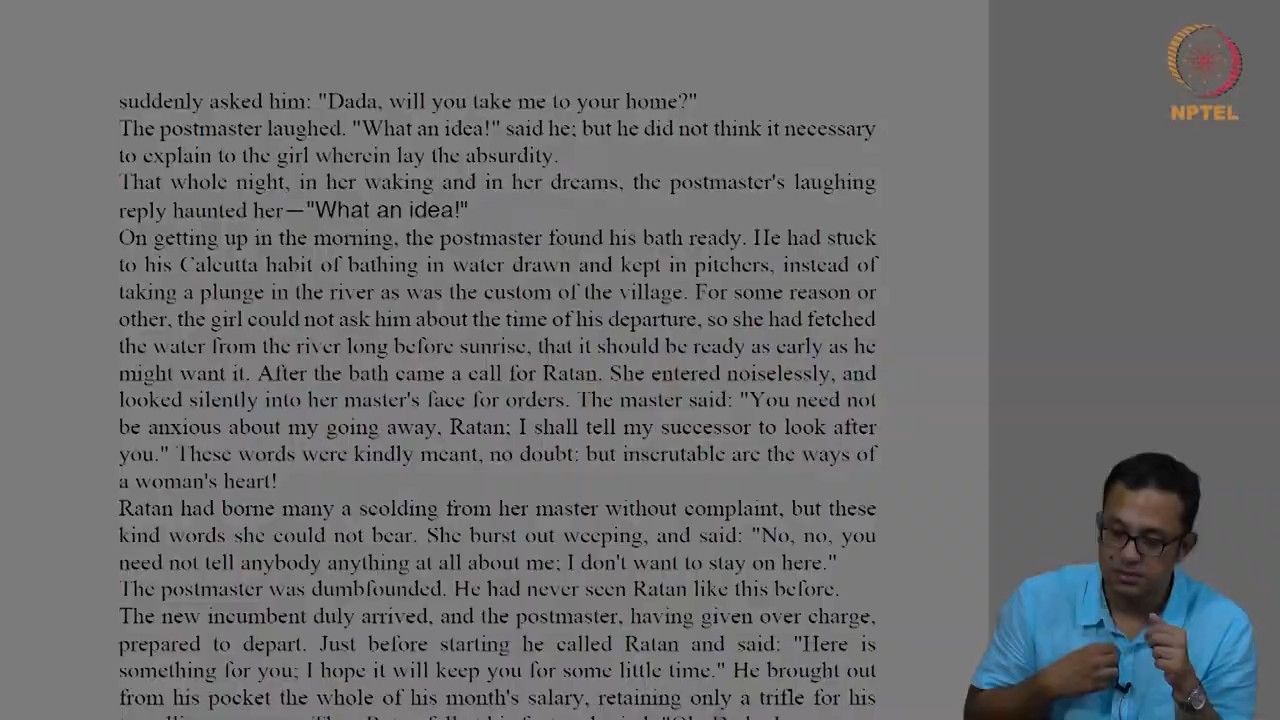 suddenly asked him: "Dada, will you take me to your home?"
The postmaster laughed. "What an idea!" said he; but he did not think it necessary
to explain to the girl wherein lay the absurdity.
That whole night, in her waking and in her dreams, the postmaster's laughing
reply haunted her—"What an idea!"
On getting up in the morning, the postmaster found his bath ready. He had stuck
to his Calcutta habit of bathing in water drawn and kept in pitchers, instead of
taking a plunge in the river as was the custom of the village. For some reason or
other, the girl could not ask him about the time of his departure, so she had fetched
the water from the river long before sunrise, that it should be ready as early as he
might want it. After the bath came a call for Ratan. She entered noiselessly, and
looked silently into her master's face for orders. The master said: "You need not
be anxious about my going away, Ratan; I shall tell my successor to look after
you." These words were kindly meant, no doubt: but inscrutable are the ways of
a woman's heart!
Ratan had borne many a scolding from her master without complaint, but these
kind words she could not bear. She burst out weeping, and said: "No, no, you
need not tell anybody anything at all about me; I don't want to stay on here."
The postmaster was dumbfounded. He had never seen Ratan like this before.
The new incumbent duly arrived, and the postmaster, having given over charge,
prepared to depart. Just before starting he called Ratan and said: "Here is
something for you; I hope it will keep you for some little time." He brought out
from his pocket the whole of his month's salary, retaining only a trifle for his
NPTEL